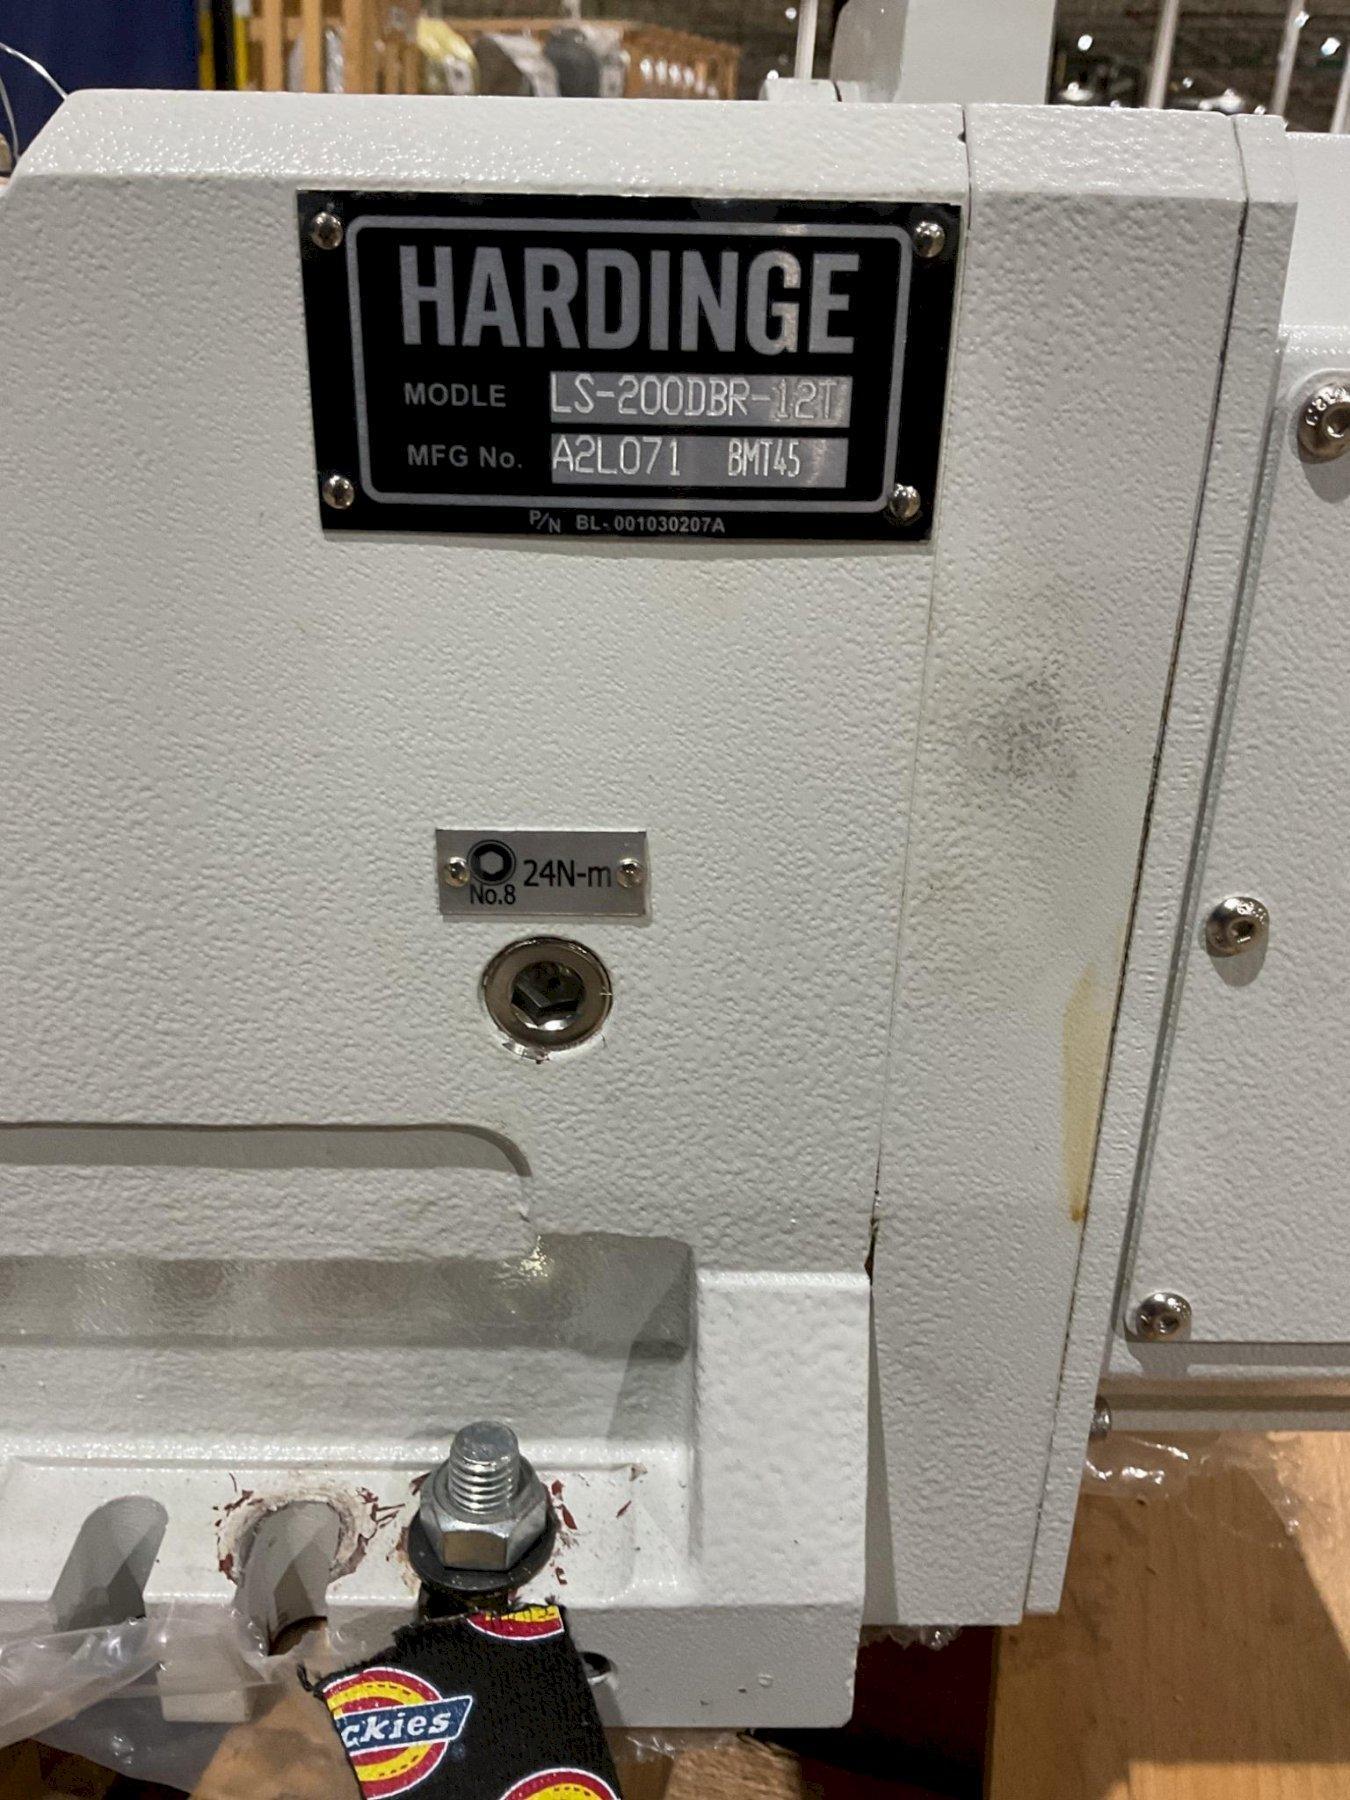 HARDINGE
MODLE LS-200DBR-12T
MFG No. A2L071 BMT45
P/N BL-001030207A
No.8 24N-m
ckies